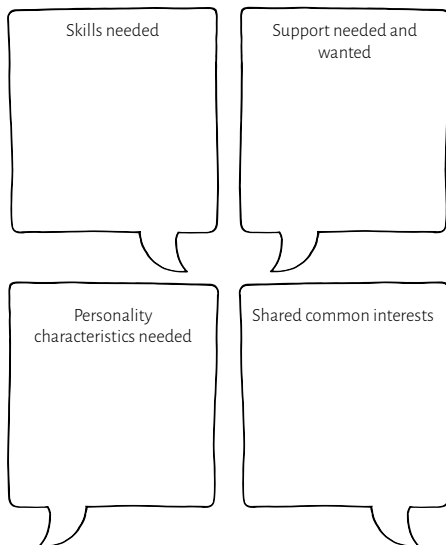 Skills needed
Support needed and
wanted
Personality
characteristics needed
Shared common interests